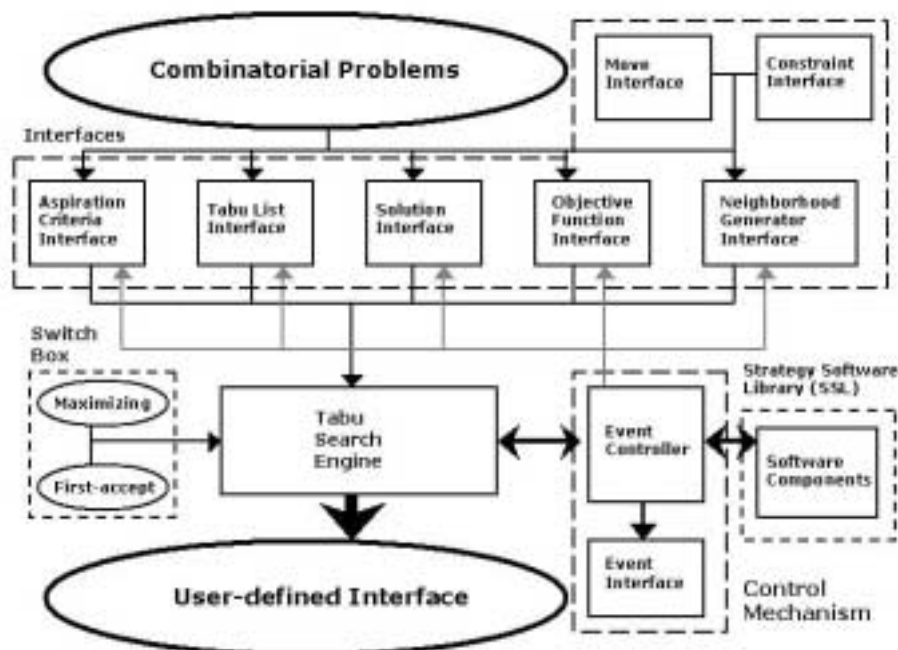 Combinatorial Problems
Move
Interface
Constraint
Interface
Interfaces
Aspiration
Criteria
Interface
Tabu List
Interface
Solution
Interface
Objective
Function
Interface
Neighborhood
Generator
Interface
Switch
Box
Maximizing
First-accept
Tabu
Search
Engine
Event
Controller
Strategy Software
Library (SSL)
Software
Components
Event
Interface
Control
Mechanism
User-defined Interface